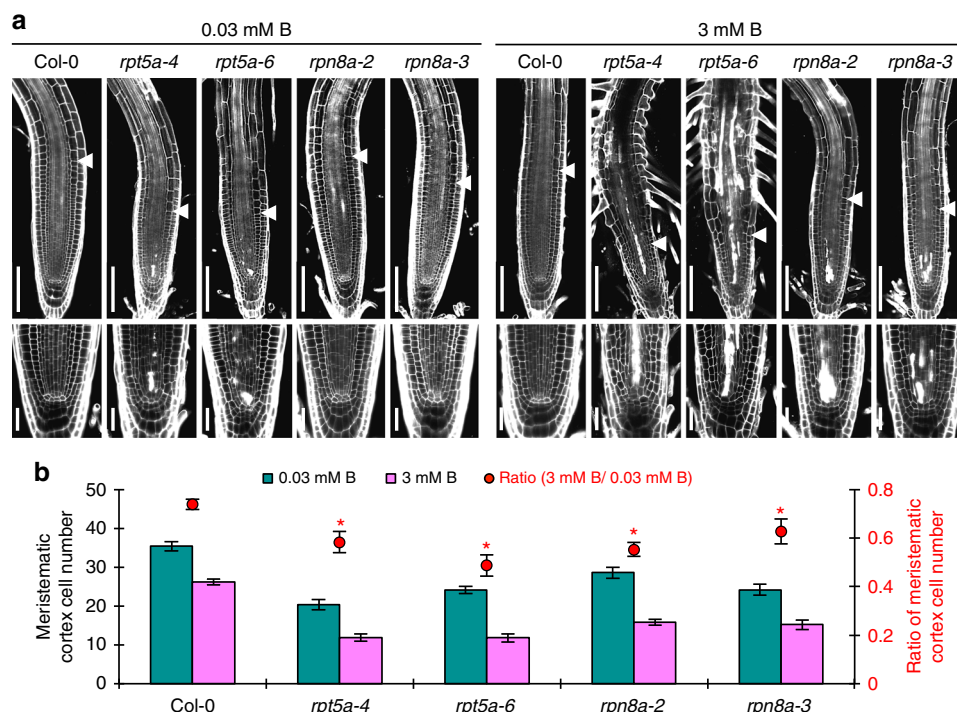 a
0.03 mM B
3 mM B
Col-0 rpt5a-4 rpt5a-6 rpn8a-2 rpn8a-3 Col-0 rpt5a-4 rpt5a-6 rpn8a-2 rpn8a-3
b
0.03 mM B 3 mM B Ratio (3 mM B/ 0.03 mM B)
Meristematic
cortex cell number
50
40
30
20
10
0
* * * *
0.8
0.6
0.4
0.2
0
Ratio of meristematic
cortex cell number
Col-0 rpt5a-4 rpt5a-6 rpn8a-2 rpn8a-3